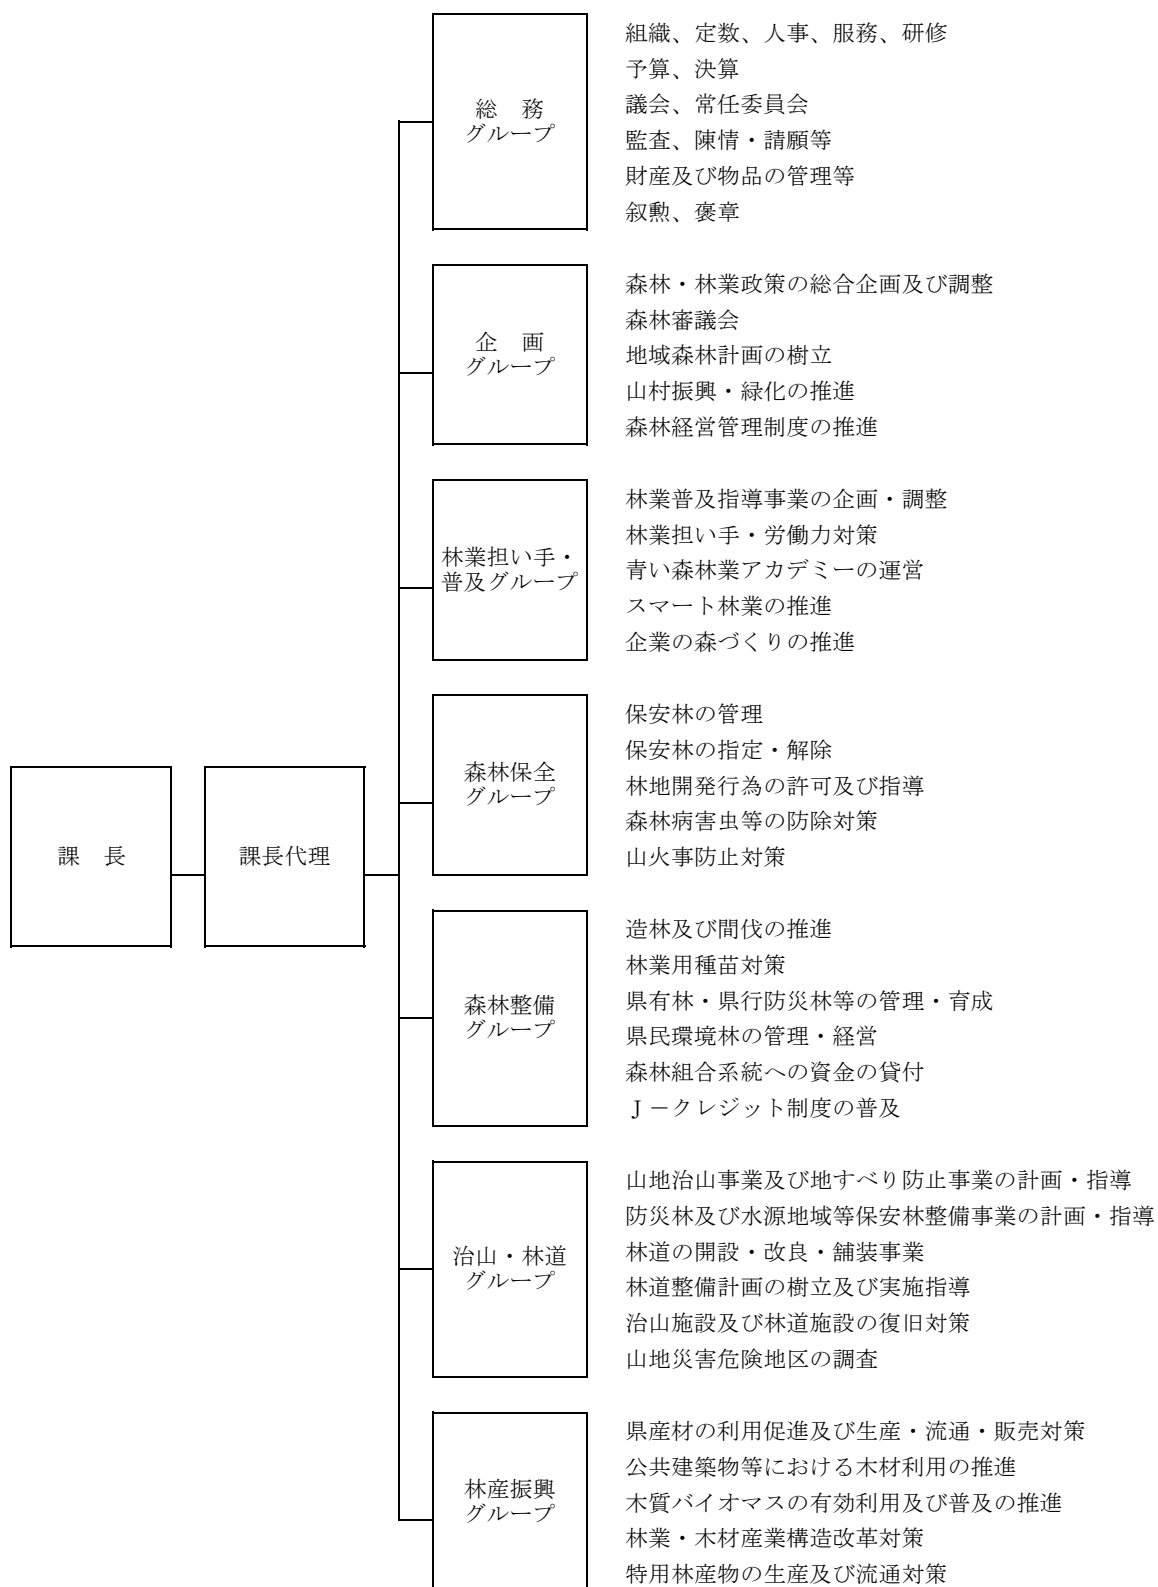 課　長
課長代理
総　務
グループ
組織、定数、人事、服務、研修
予算、決算
議会、常任委員会
監査、陳情・請願等
財産及び物品の管理等
叙勲、褒章
企　画
グループ
森林・林業政策の総合企画及び調整
森林審議会
地域森林計画の樹立
山村振興・緑化の推進
森林経営管理制度の推進
林業担い手・
普及グループ
林業普及指導事業の企画・調整
林業担い手・労働力対策
青い森林業アカデミーの運営
スマート林業の推進
企業の森づくりの推進
森林保全
グループ
保安林の管理
保安林の指定・解除
林地開発行為の許可及び指導
森林病害虫等の防除対策
山火事防止対策
森林整備
グループ
造林及び間伐の推進
林業用種苗対策
県有林・県行防災林等の管理・育成
県民環境林の管理・経営
森林組合系統への資金の貸付
Ｊ－クレジット制度の普及
治山・林道
グループ
山地治山事業及び地すべり防止事業の計画・指導
防災林及び水源地域等保安林整備事業の計画・指導
林道の開設・改良・舗装事業
林道整備計画の樹立及び実施指導
治山施設及び林道施設の復旧対策
山地災害危険地区の調査
林産振興
グループ
県産材の利用促進及び生産・流通・販売対策
公共建築物等における木材利用の推進
木質バイオマスの有効利用及び普及の推進
林業・木材産業構造改革対策
特用林産物の生産及び流通対策